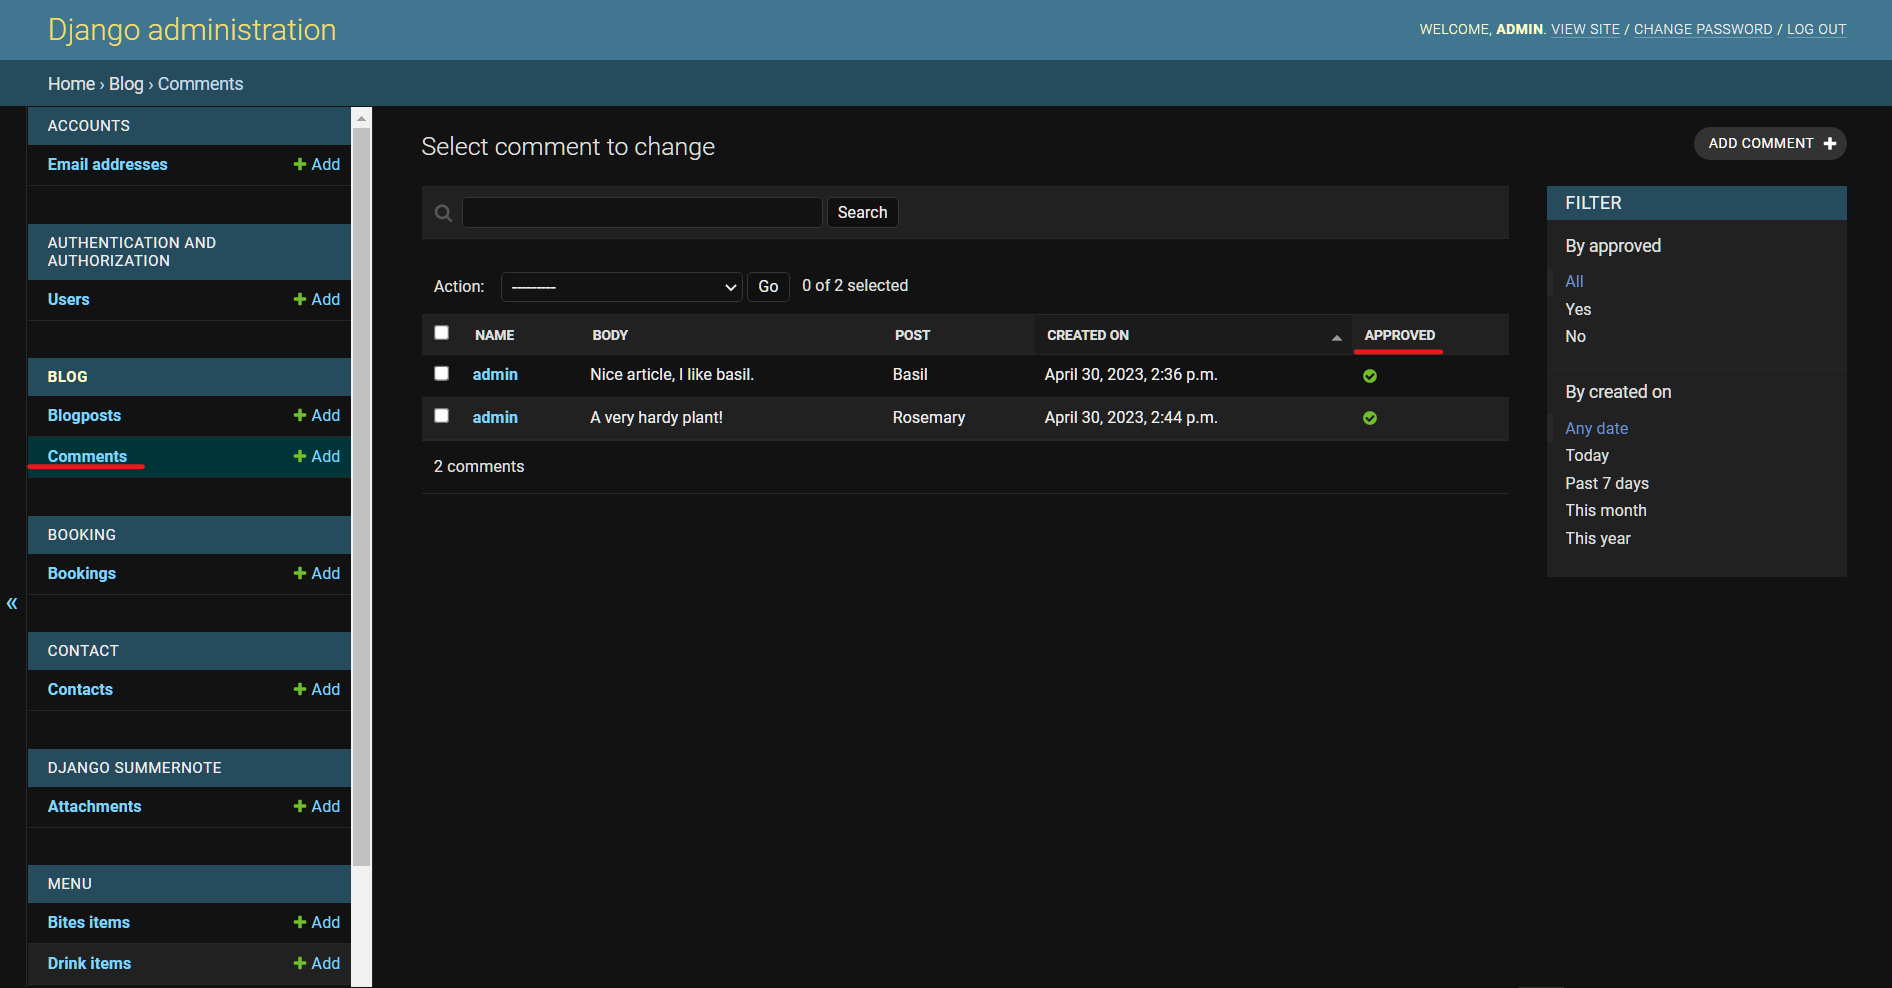 Django administration
WELCOME, ADMIN. VIEW SITE / CHANGE PASSWORD / LOG OUT
Home › Blog › Comments
ACCOUNTS
Email addresses + Add
AUTHENTICATION AND
AUTHORIZATION
Users + Add
BLOG
Blogposts + Add
Comments + Add
BOOKING
Bookings + Add
CONTACT
Contacts + Add
DJANGO SUMMERNOTE
Attachments + Add
MENU
Bites items + Add
Drink items + Add
«
Select comment to change
ADD COMMENT +
Search
Action: --------- Go 0 of 2 selected
NAME BODY POST CREATED ON APPROVED
admin Nice article, I like basil. Basil April 30, 2023, 2:36 p.m.
admin A very hardy plant! Rosemary April 30, 2023, 2:44 p.m.
2 comments
FILTER
By approved
All
Yes
No
By created on
Any date
Today
Past 7 days
This month
This year